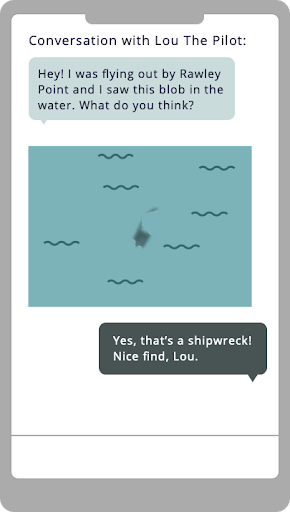 Conversation with Lou The Pilot:
Hey! I was flying out by Rawley
Point and I saw this blob in the
water. What do you think?
Yes, that’s a shipwreck!
Nice find, Lou.